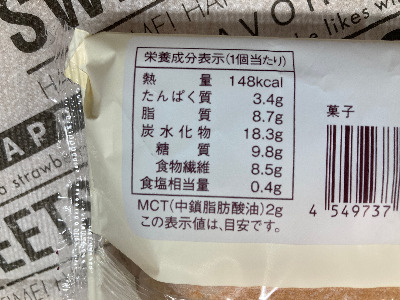 栄養成分表示(1個当たり)
熱量 148kcal
たんぱく質 3.4g
脂質 8.7g
炭水化物 18.3g
糖質 9.8g
食物繊維 8.5g
食塩相当量 0.4g
MCT(中鎖脂肪酸油)2g
この表示値は、目安です。
菓子
4 549737
he likes w